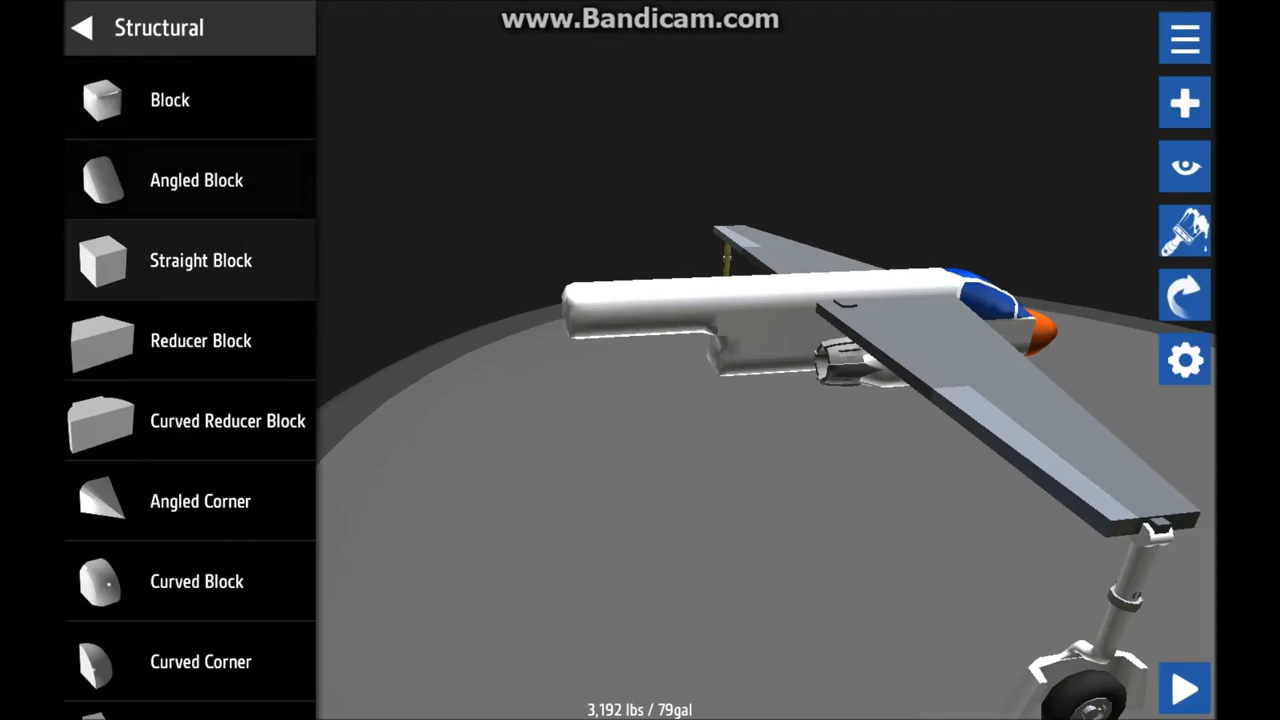 www.Bandicam.com
Structural
Block
Angled Block
Straight Block
Reducer Block
Curved Reducer Block
Angled Corner
Curved Block
Curved Corner
3,192 lbs / 79gal